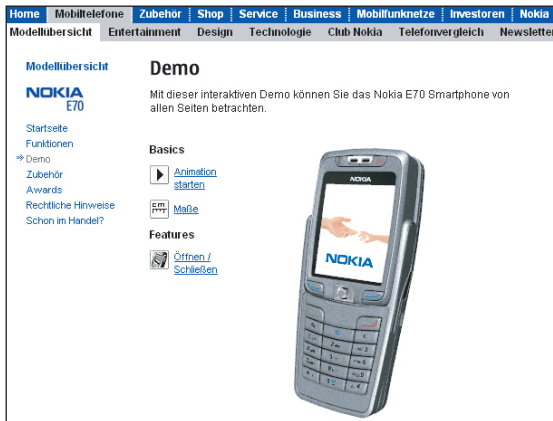 Home Mobiltelefone Zubehör Shop Service Business Mobilfunknetze Investoren Nokia
Modellübersicht Entertainment Design Technologie Club Nokia Telefonvergleich Newsletter
Modellübersicht
NOKIA
E70
Startseite
Funktionen
Demo
Zubehör
Awards
Rechtliche Hinweise
Schon im Handel?
Demo
Mit dieser interaktiven Demo können Sie das Nokia E70 Smartphone von
allen Seiten betrachten.
Basics
Animation
starten
cm
Maße
Features
Öffnen /
Schließen
NOKIA
NOKIA